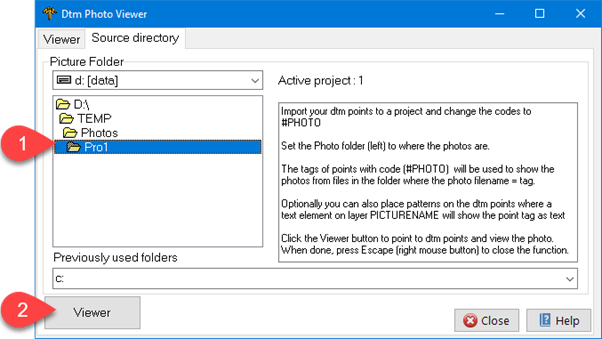 Dtm Photo Viewer
Viewer
Source directory
Picture Folder
d: [data]
Active project : 1
D:\
TEMP
Photos
Pro1
1
Import your dtm points to a project and change the codes to
#PHOTO
Set the Photo folder (left) to where the photos are.
The tags of points with code (#PHOTO) will be used to show the
photos from files in the folder where the photo filename = tag.
Optionally you can also place patterns on the dtm points where a
text element on layer PICTURENAME will show the point tag as text
Click the Viewer button to point to dtm points and view the photo.
When done, press Escape (right mouse button) to close the function.
Previously used folders
c:
2
Viewer
Close
Help